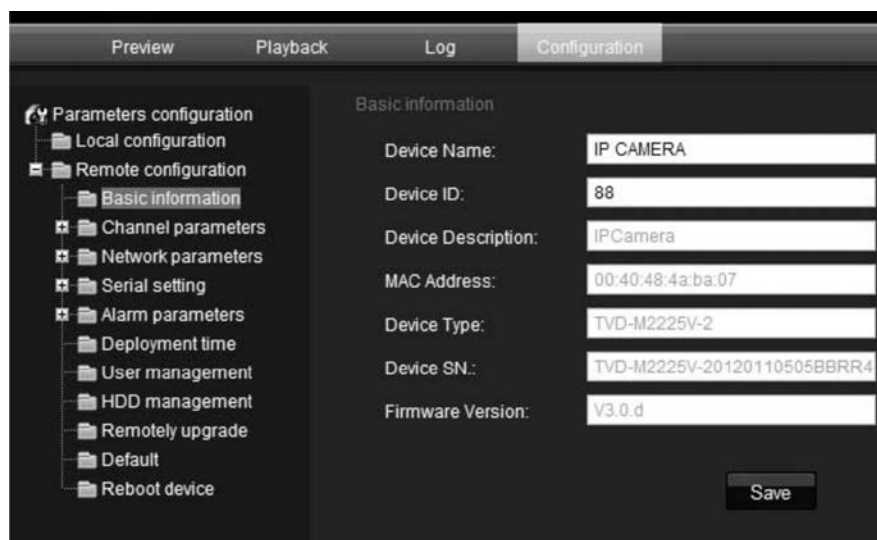 Preview Playback Log Configuration
Parameters configuration
Local configuration
Remote configuration
Basic information
Channel parameters
Network parameters
Serial setting
Alarm parameters
Deployment time
User management
HDD management
Remotely upgrade
Default
Reboot device
Basic information
Device Name: IP CAMERA
Device ID: 88
Device Description: IPCamera
MAC Address: 00:40:48:4a:ba:07
Device Type: TVD-M2225V-2
Device SN.: TVD-M2225V-20120110505BBRR4
Firmware Version: V3.0.d
Save